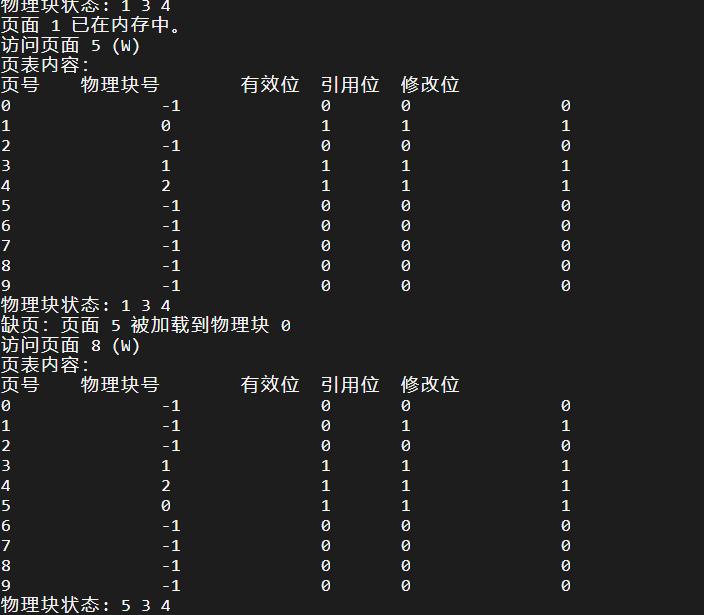 物理块状态: 1 3 4
页面 1 已在内存中。
访问页面 5 (W)
页表内容:
页号 物理块号 有效位 引用位 修改位
0 -1 0 0 0
1 0 1 1 1
2 -1 0 0 0
3 1 1 1 1
4 2 1 1 1
5 -1 0 0 0
6 -1 0 0 0
7 -1 0 0 0
8 -1 0 0 0
9 -1 0 0 0
物理块状态: 1 3 4
缺页: 页面 5 被加载到物理块 0
访问页面 8 (W)
页表内容:
页号 物理块号 有效位 引用位 修改位
0 -1 0 0 0
1 -1 0 1 1
2 -1 0 0 0
3 1 1 1 1
4 2 1 1 1
5 0 1 1 1
6 -1 0 0 0
7 -1 0 0 0
8 -1 0 0 0
9 -1 0 0 0
物理块状态: 5 3 4